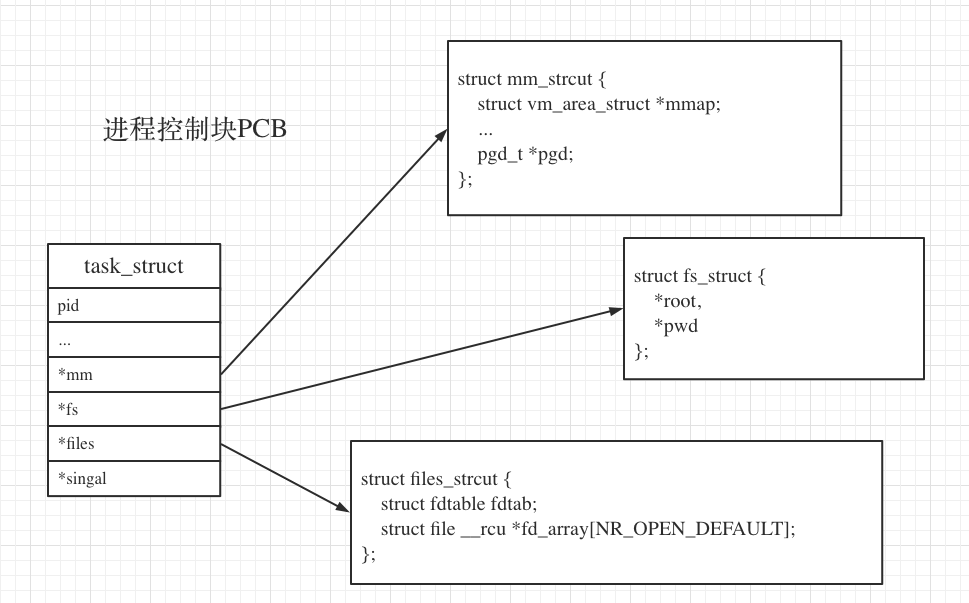 进程控制块PCB
struct mm_strcut {
struct vm_area_struct *mmap;
...
pgd_t *pgd;
};
task_struct
pid
...
*mm
*fs
*files
*singal
struct fs_struct {
*root,
*pwd
};
struct files_strcut {
struct fdtable fdtab;
struct file __rcu *fd_array[NR_OPEN_DEFAULT];
};